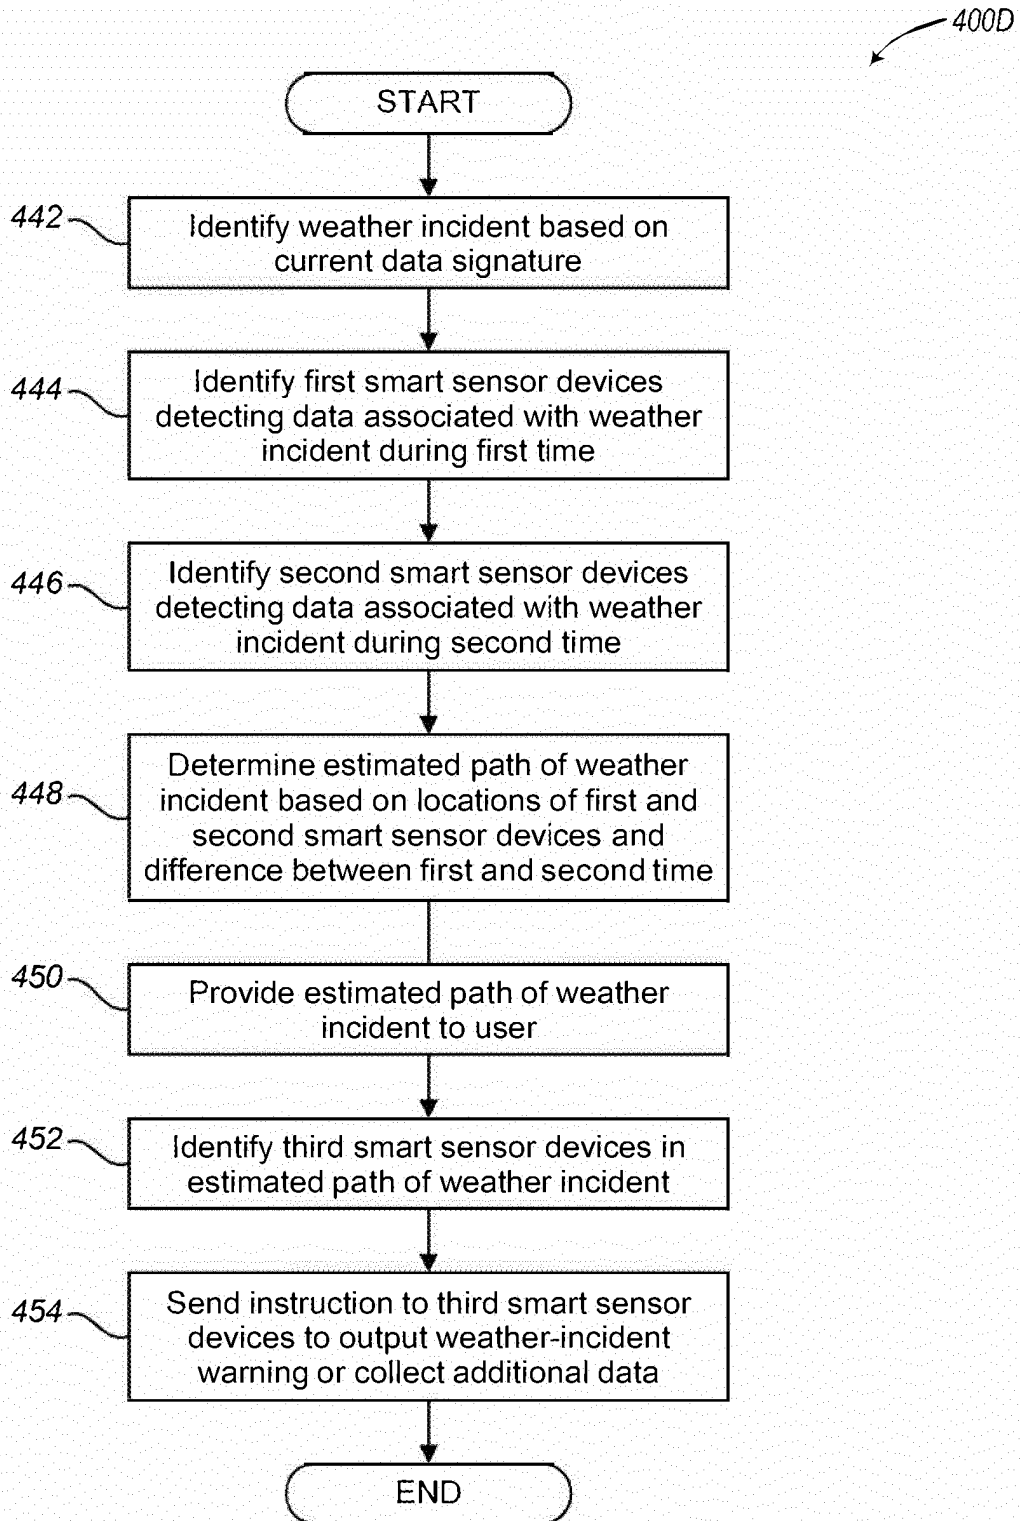 400D
START
442
Identify weather incident based on
current data signature
444
Identify first smart sensor devices
detecting data associated with weather
incident during first time
446
Identify second smart sensor devices
detecting data associated with weather
incident during second time
448
Determine estimated path of weather
incident based on locations of first and
second smart sensor devices and
difference between first and second time
450
Provide estimated path of weather
incident to user
452
Identify third smart sensor devices in
estimated path of weather incident
454
Send instruction to third smart sensor
devices to output weather-incident
warning or collect additional data
END